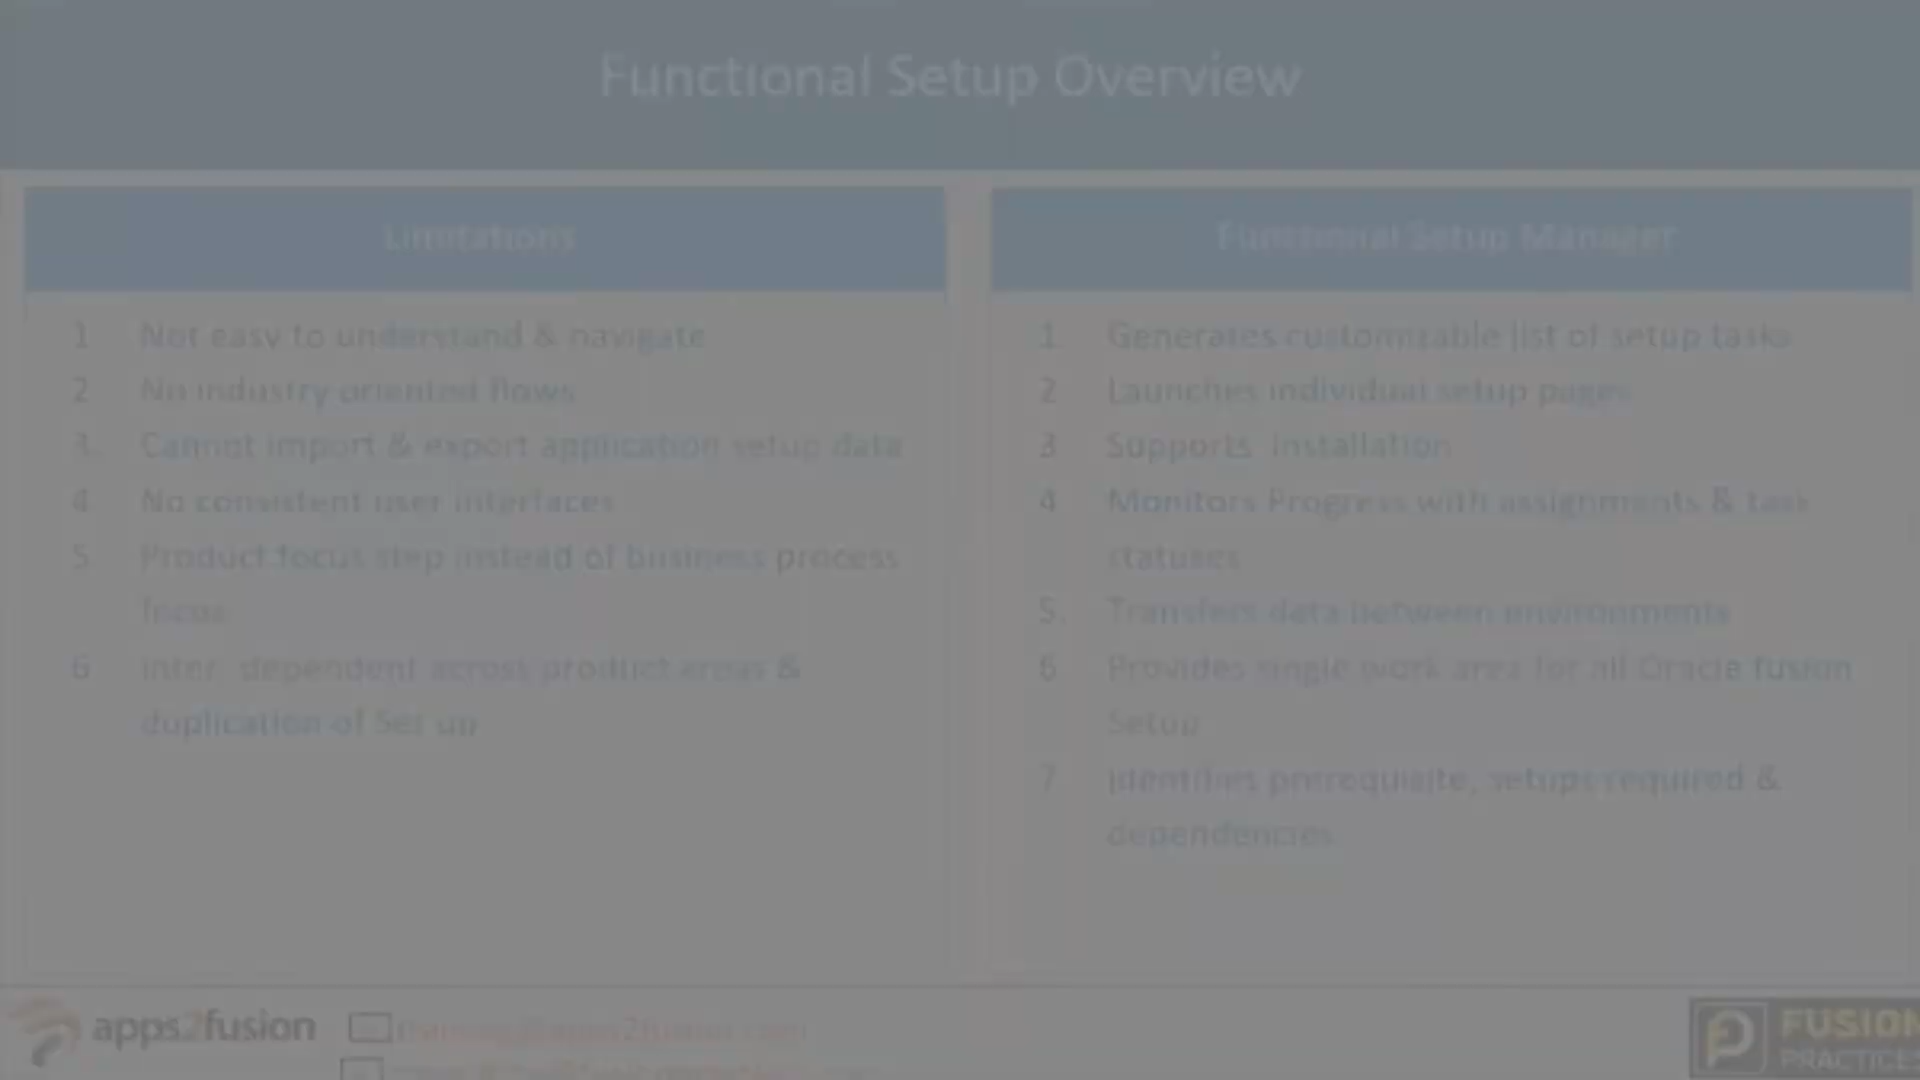 Functional Setup Overview
Limitations
1 Not easy to understand & navigate
2 No industry oriented flows
3. Cannot import & export application setup data
4 No consistent user interfaces
5 Product focus step instead of business process
focus
6 Inter dependent across product areas &
duplication of Set up
Functional Setup Manager
1 Generates customizable list of setup tasks
2 Launches individual setup pages
3 Supports Installation
4 Monitors Progress with assignments & task
statuses
5. Transfers data between environments
6 Provides single work area for all Oracle fusion
Setup
7 Identifies prerequisite, setups required &
dependencies
apps2fusion
FUSION
PRACTICES